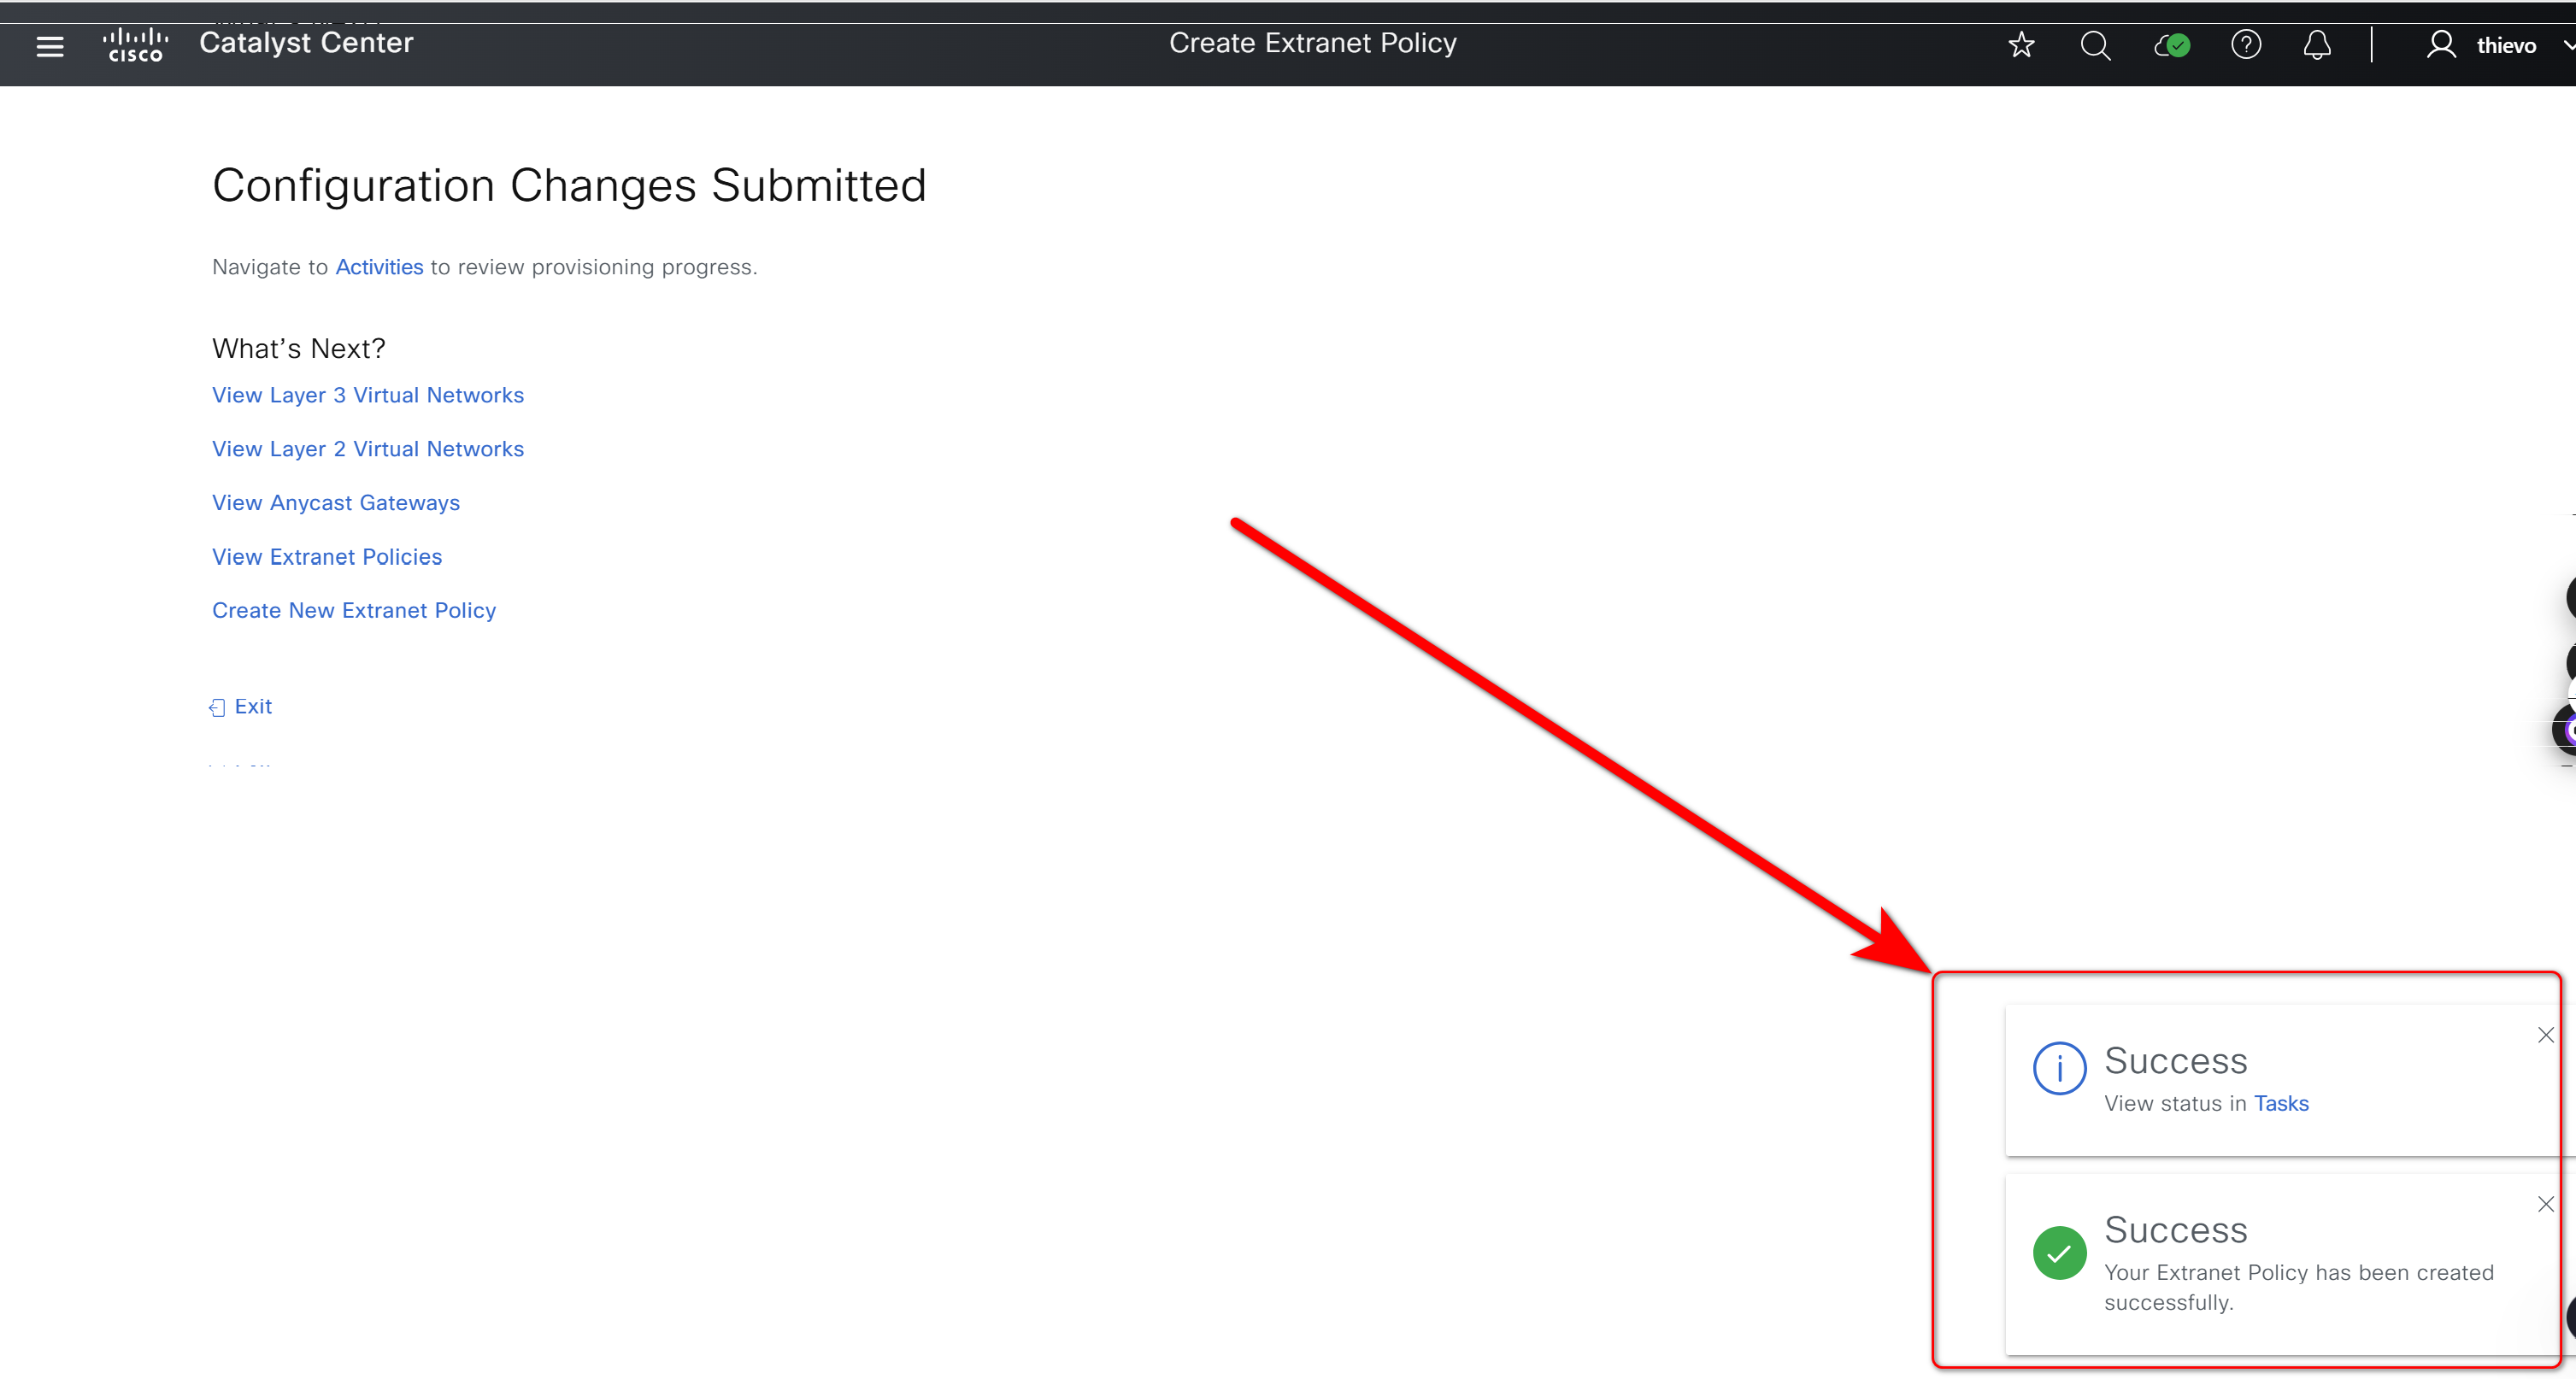 cisco Catalyst Center Create Extranet Policy thievo
Configuration Changes Submitted
Navigate to Activities to review provisioning progress.
What's Next?
View Layer 3 Virtual Networks
View Layer 2 Virtual Networks
View Anycast Gateways
View Extranet Policies
Create New Extranet Policy
Exit
Success
View status in Tasks
Success
Your Extranet Policy has been created
successfully.